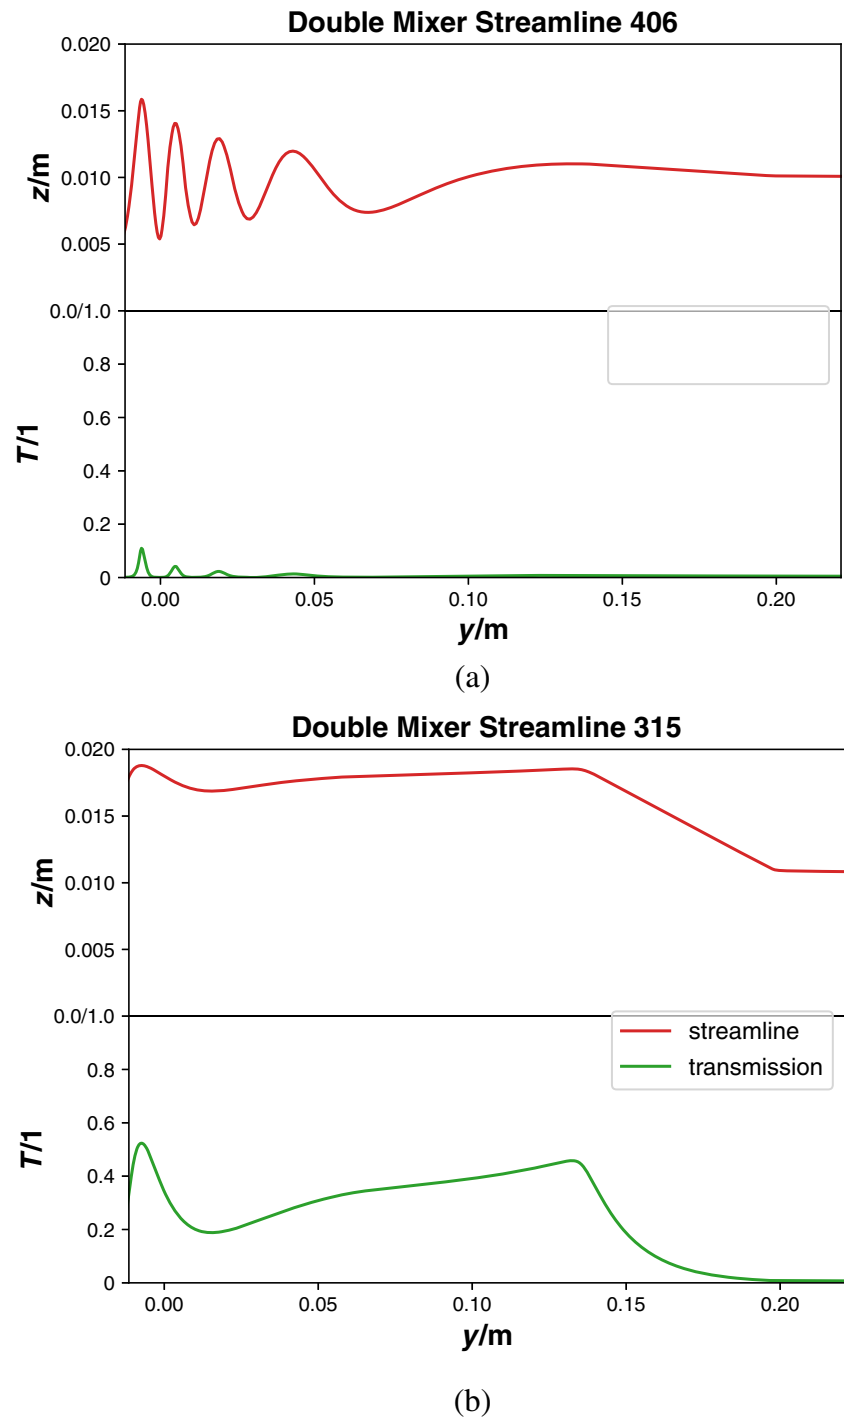 Double Mixer Streamline 406
0.020
0.015
0.010
0.005
0.0/1.0
0.8
0.6
0.4
0.2
0
z/m
T/1
0.00 0.05 0.10 0.15 0.20
y/m
(a)
Double Mixer Streamline 315
0.020
0.015
0.010
0.005
0.0/1.0
0.8
0.6
0.4
0.2
0
z/m
T/1
streamline
transmission
0.00 0.05 0.10 0.15 0.20
y/m
(b)